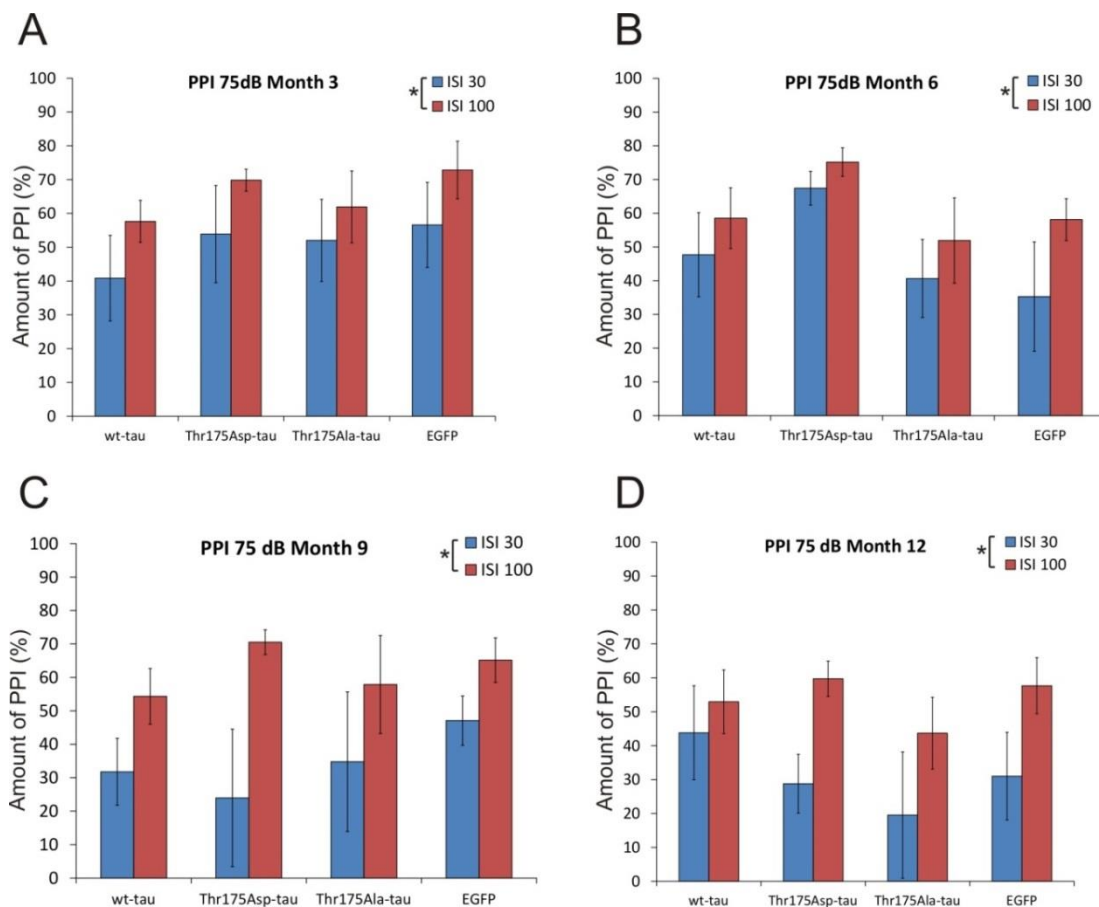 A
PPI 75dB Month 3
* ISI 30
ISI 100
Amount of PPI (%)
100
90
80
70
60
50
40
30
20
10
0
wt-tau Thr175Asp-tau Thr175Ala-tau EGFP
B
PPI 75dB Month 6
* ISI 30
ISI 100
Amount of PPI (%)
100
90
80
70
60
50
40
30
20
10
0
wt-tau Thr175Asp-tau Thr175Ala-tau EGFP
C
PPI 75 dB Month 9
* ISI 30
ISI 100
Amount of PPI (%)
100
90
80
70
60
50
40
30
20
10
0
wt-tau Thr175Asp-tau Thr175Ala-tau EGFP
D
PPI 75 dB Month 12
* ISI 30
ISI 100
Amount of PPI (%)
100
90
80
70
60
50
40
30
20
10
0
wt-tau Thr175Asp-tau Thr175Ala-tau EGFP